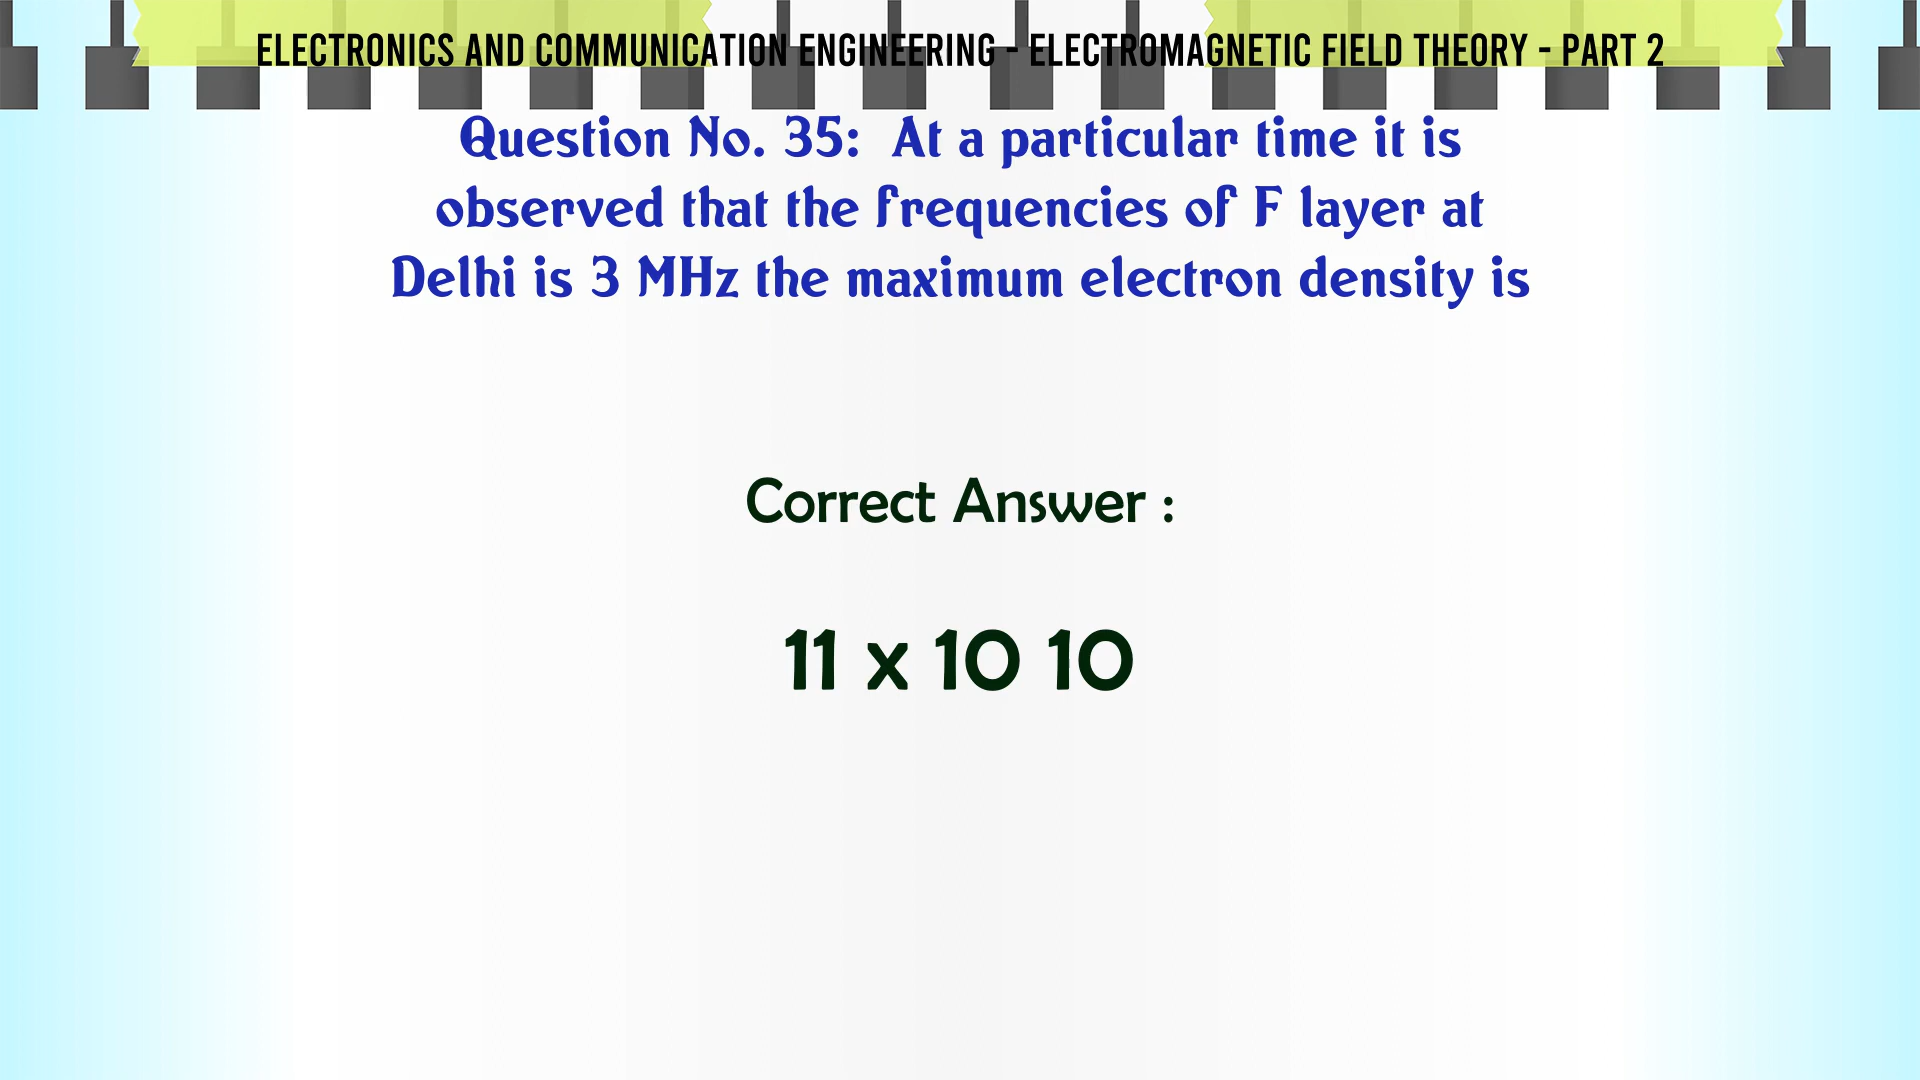 ELECTRONICS AND COMMUNICATION ENGINEERING - ELECTROMAGNETIC FIELD THEORY - PART 2
Question No. 35: At a particular time it is
observed that the frequencies of F layer at
Delhi is 3 MHz the maximum electron density is
Correct Answer :
11 x 10 10